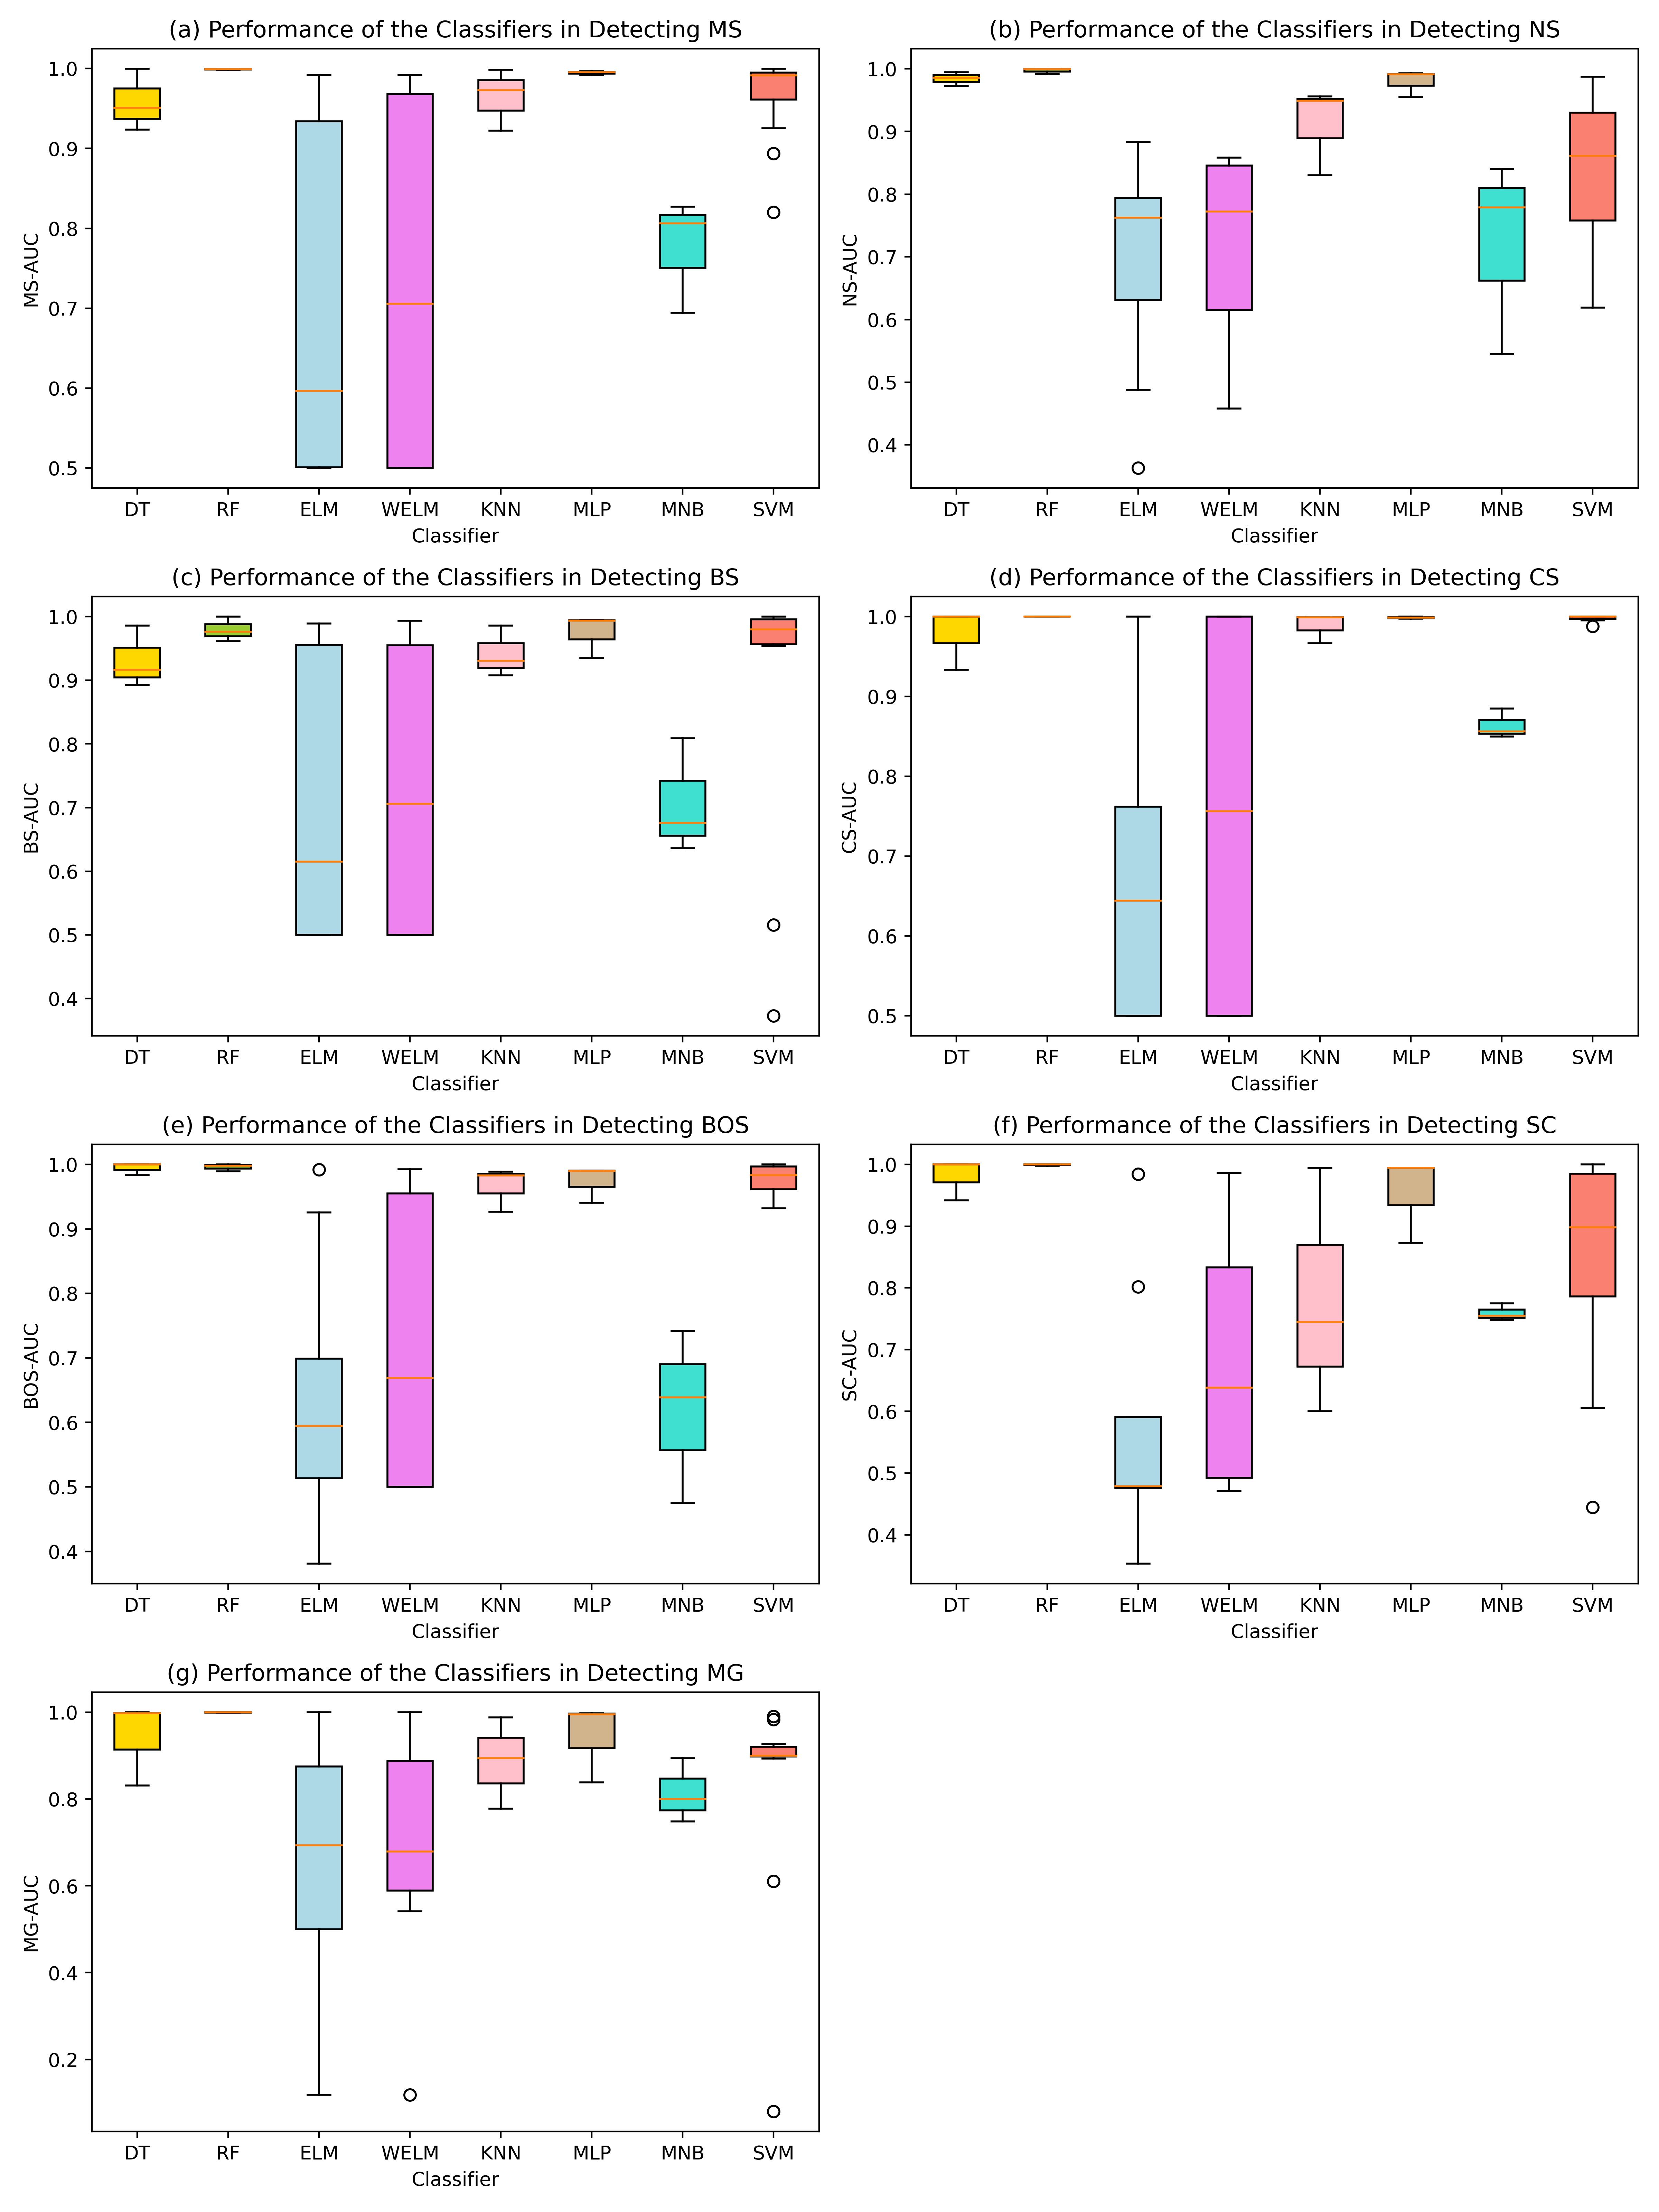 (a) Performance of the Classifiers in Detecting MS
MS-AUC
1.0
0.9
0.8
0.7
0.6
0.5
DT RF ELM WELM KNN MLP MNB SVM
Classifier
(b) Performance of the Classifiers in Detecting NS
NS-AUC
1.0
0.9
0.8
0.7
0.6
0.5
0.4
DT RF ELM WELM KNN MLP MNB SVM
Classifier
(c) Performance of the Classifiers in Detecting BS
BS-AUC
1.0
0.9
0.8
0.7
0.6
0.5
0.4
DT RF ELM WELM KNN MLP MNB SVM
Classifier
(d) Performance of the Classifiers in Detecting CS
CS-AUC
1.0
0.9
0.8
0.7
0.6
0.5
DT RF ELM WELM KNN MLP MNB SVM
Classifier
(e) Performance of the Classifiers in Detecting BOS
BOS-AUC
1.0
0.9
0.8
0.7
0.6
0.5
0.4
DT RF ELM WELM KNN MLP MNB SVM
Classifier
(f) Performance of the Classifiers in Detecting SC
SC-AUC
1.0
0.9
0.8
0.7
0.6
0.5
0.4
DT RF ELM WELM KNN MLP MNB SVM
Classifier
(g) Performance of the Classifiers in Detecting MG
MG-AUC
1.0
0.8
0.6
0.4
0.2
DT RF ELM WELM KNN MLP MNB SVM
Classifier